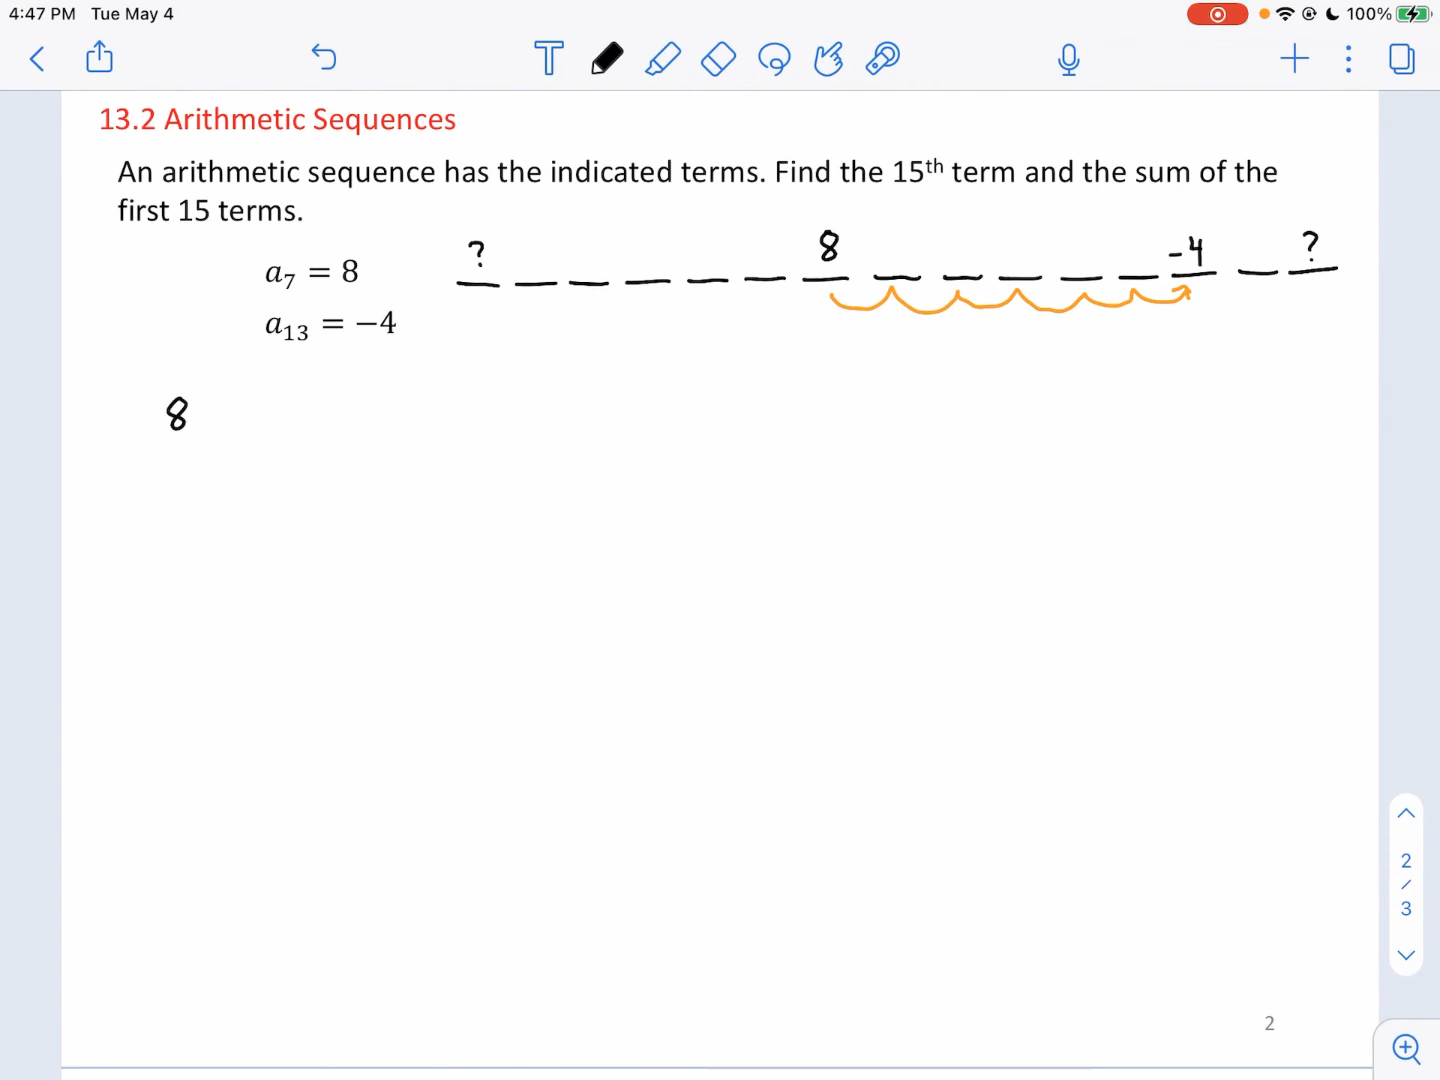 4:47 PM Tue May 4 100%
T
13.2 Arithmetic Sequences
An arithmetic sequence has the indicated terms. Find the 15th term and the sum of the
first 15 terms.
? 8 -4 ?
a₇ = 8
a₁₃ = −4
8
2
/
3
2